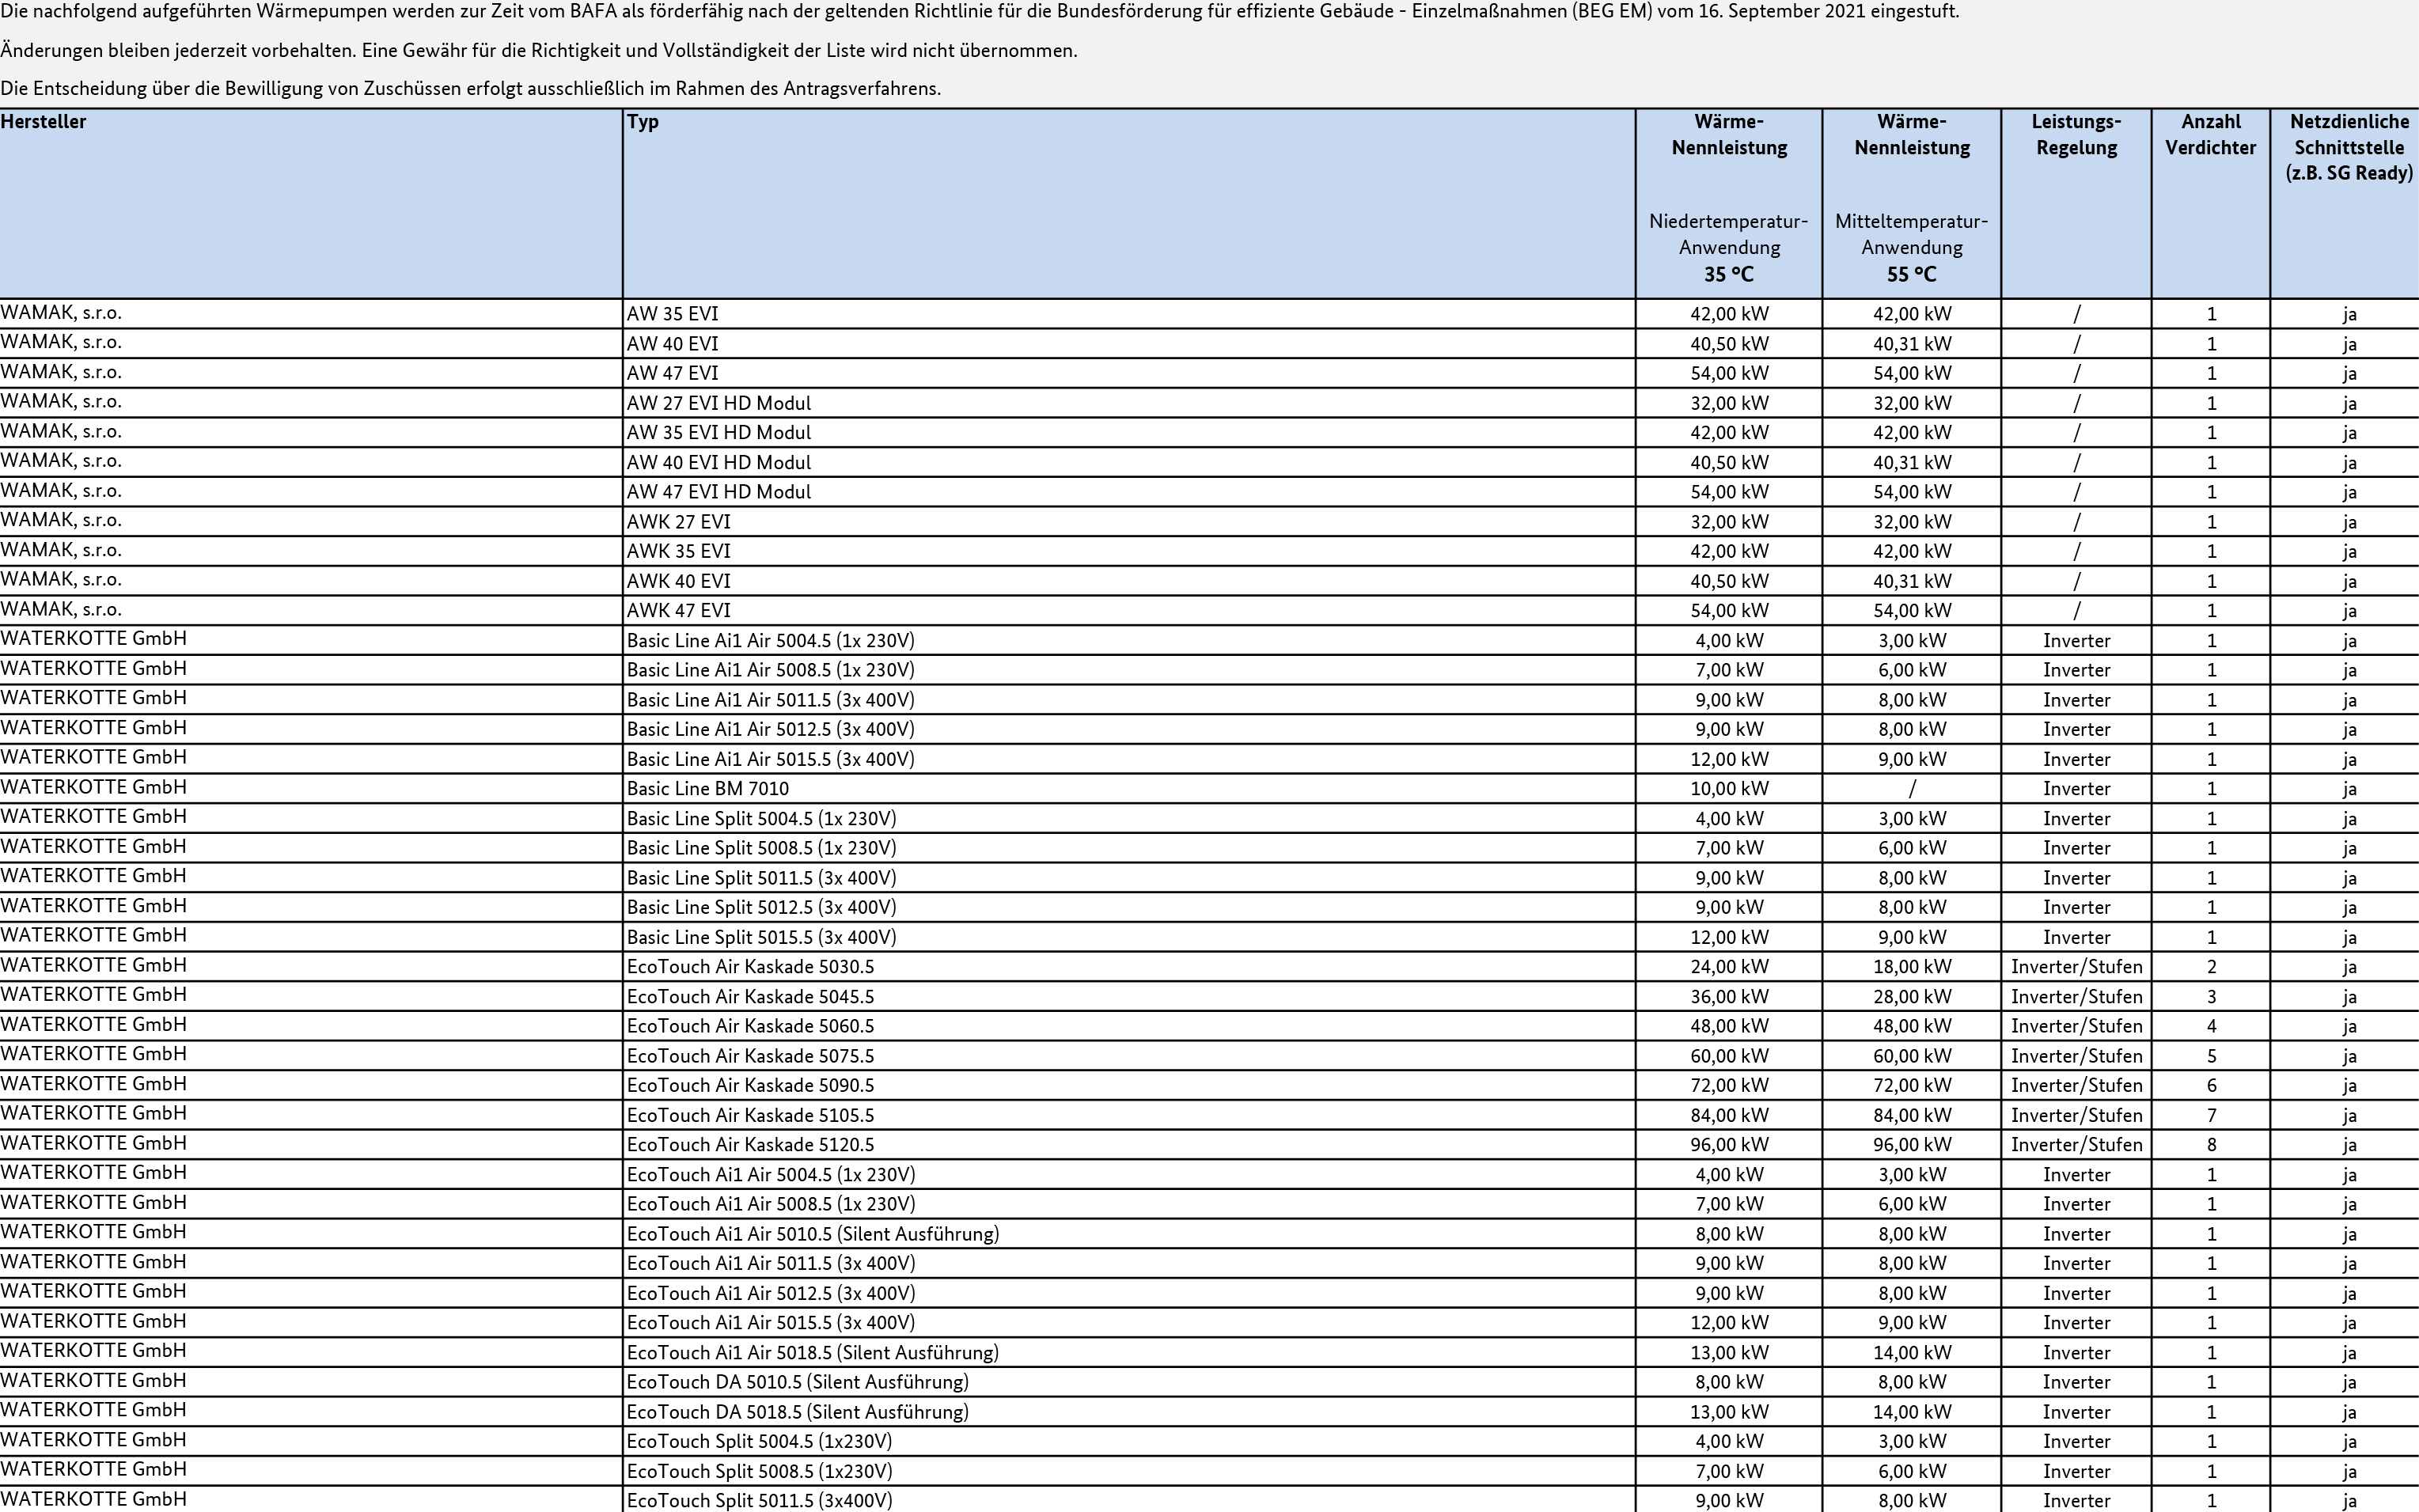 Die nachfolgend aufgeführten Wärmepumpen werden zur Zeit vom BAFA als förderfähig nach der geltenden Richtlinie für die Bundesförderung für effiziente Gebäude - Einzelmaßnahmen (BEG EM) vom 16. September 2021 eingestuft.
Änderungen bleiben jederzeit vorbehalten. Eine Gewähr für die Richtigkeit und Vollständigkeit der Liste wird nicht übernommen.
Die Entscheidung über die Bewilligung von Zuschüssen erfolgt ausschließlich im Rahmen des Antragsverfahrens.
Hersteller Typ Wärme- Wärme- Leistungs- Anzahl Netzdienliche
Nennleistung Nennleistung Regelung Verdichter Schnittstelle
(z.B. SG Ready)
Niedertemperatur- Mitteltemperatur-
Anwendung Anwendung
35 °C 55 °C
WAMAK, s.r.o. AW 35 EVI 42,00 kW 42,00 kW / 1 ja
WAMAK, s.r.o. AW 40 EVI 40,50 kW 40,31 kW / 1 ja
WAMAK, s.r.o. AW 47 EVI 54,00 kW 54,00 kW / 1 ja
WAMAK, s.r.o. AW 27 EVI HD Modul 32,00 kW 32,00 kW / 1 ja
WAMAK, s.r.o. AW 35 EVI HD Modul 42,00 kW 42,00 kW / 1 ja
WAMAK, s.r.o. AW 40 EVI HD Modul 40,50 kW 40,31 kW / 1 ja
WAMAK, s.r.o. AW 47 EVI HD Modul 54,00 kW 54,00 kW / 1 ja
WAMAK, s.r.o. AWK 27 EVI 32,00 kW 32,00 kW / 1 ja
WAMAK, s.r.o. AWK 35 EVI 42,00 kW 42,00 kW / 1 ja
WAMAK, s.r.o. AWK 40 EVI 40,50 kW 40,31 kW / 1 ja
WAMAK, s.r.o. AWK 47 EVI 54,00 kW 54,00 kW / 1 ja
WATERKOTTE GmbH Basic Line Ai1 Air 5004.5 (1x 230V) 4,00 kW 3,00 kW Inverter 1 ja
WATERKOTTE GmbH Basic Line Ai1 Air 5008.5 (1x 230V) 7,00 kW 6,00 kW Inverter 1 ja
WATERKOTTE GmbH Basic Line Ai1 Air 5011.5 (3x 400V) 9,00 kW 8,00 kW Inverter 1 ja
WATERKOTTE GmbH Basic Line Ai1 Air 5012.5 (3x 400V) 9,00 kW 8,00 kW Inverter 1 ja
WATERKOTTE GmbH Basic Line Ai1 Air 5015.5 (3x 400V) 12,00 kW 9,00 kW Inverter 1 ja
WATERKOTTE GmbH Basic Line BM 7010 10,00 kW / Inverter 1 ja
WATERKOTTE GmbH Basic Line Split 5004.5 (1x 230V) 4,00 kW 3,00 kW Inverter 1 ja
WATERKOTTE GmbH Basic Line Split 5008.5 (1x 230V) 7,00 kW 6,00 kW Inverter 1 ja
WATERKOTTE GmbH Basic Line Split 5011.5 (3x 400V) 9,00 kW 8,00 kW Inverter 1 ja
WATERKOTTE GmbH Basic Line Split 5012.5 (3x 400V) 9,00 kW 8,00 kW Inverter 1 ja
WATERKOTTE GmbH Basic Line Split 5015.5 (3x 400V) 12,00 kW 9,00 kW Inverter 1 ja
WATERKOTTE GmbH EcoTouch Air Kaskade 5030.5 24,00 kW 18,00 kW Inverter/Stufen 2 ja
WATERKOTTE GmbH EcoTouch Air Kaskade 5045.5 36,00 kW 28,00 kW Inverter/Stufen 3 ja
WATERKOTTE GmbH EcoTouch Air Kaskade 5060.5 48,00 kW 48,00 kW Inverter/Stufen 4 ja
WATERKOTTE GmbH EcoTouch Air Kaskade 5075.5 60,00 kW 60,00 kW Inverter/Stufen 5 ja
WATERKOTTE GmbH EcoTouch Air Kaskade 5090.5 72,00 kW 72,00 kW Inverter/Stufen 6 ja
WATERKOTTE GmbH EcoTouch Air Kaskade 5105.5 84,00 kW 84,00 kW Inverter/Stufen 7 ja
WATERKOTTE GmbH EcoTouch Air Kaskade 5120.5 96,00 kW 96,00 kW Inverter/Stufen 8 ja
WATERKOTTE GmbH EcoTouch Ai1 Air 5004.5 (1x 230V) 4,00 kW 3,00 kW Inverter 1 ja
WATERKOTTE GmbH EcoTouch Ai1 Air 5008.5 (1x 230V) 7,00 kW 6,00 kW Inverter 1 ja
WATERKOTTE GmbH EcoTouch Ai1 Air 5010.5 (Silent Ausführung) 8,00 kW 8,00 kW Inverter 1 ja
WATERKOTTE GmbH EcoTouch Ai1 Air 5011.5 (3x 400V) 9,00 kW 8,00 kW Inverter 1 ja
WATERKOTTE GmbH EcoTouch Ai1 Air 5012.5 (3x 400V) 9,00 kW 8,00 kW Inverter 1 ja
WATERKOTTE GmbH EcoTouch Ai1 Air 5015.5 (3x 400V) 12,00 kW 9,00 kW Inverter 1 ja
WATERKOTTE GmbH EcoTouch Ai1 Air 5018.5 (Silent Ausführung) 13,00 kW 14,00 kW Inverter 1 ja
WATERKOTTE GmbH EcoTouch DA 5010.5 (Silent Ausführung) 8,00 kW 8,00 kW Inverter 1 ja
WATERKOTTE GmbH EcoTouch DA 5018.5 (Silent Ausführung) 13,00 kW 14,00 kW Inverter 1 ja
WATERKOTTE GmbH EcoTouch Split 5004.5 (1x230V) 4,00 kW 3,00 kW Inverter 1 ja
WATERKOTTE GmbH EcoTouch Split 5008.5 (1x230V) 7,00 kW 6,00 kW Inverter 1 ja
WATERKOTTE GmbH EcoTouch Split 5011.5 (3x400V) 9,00 kW 8,00 kW Inverter 1 ja